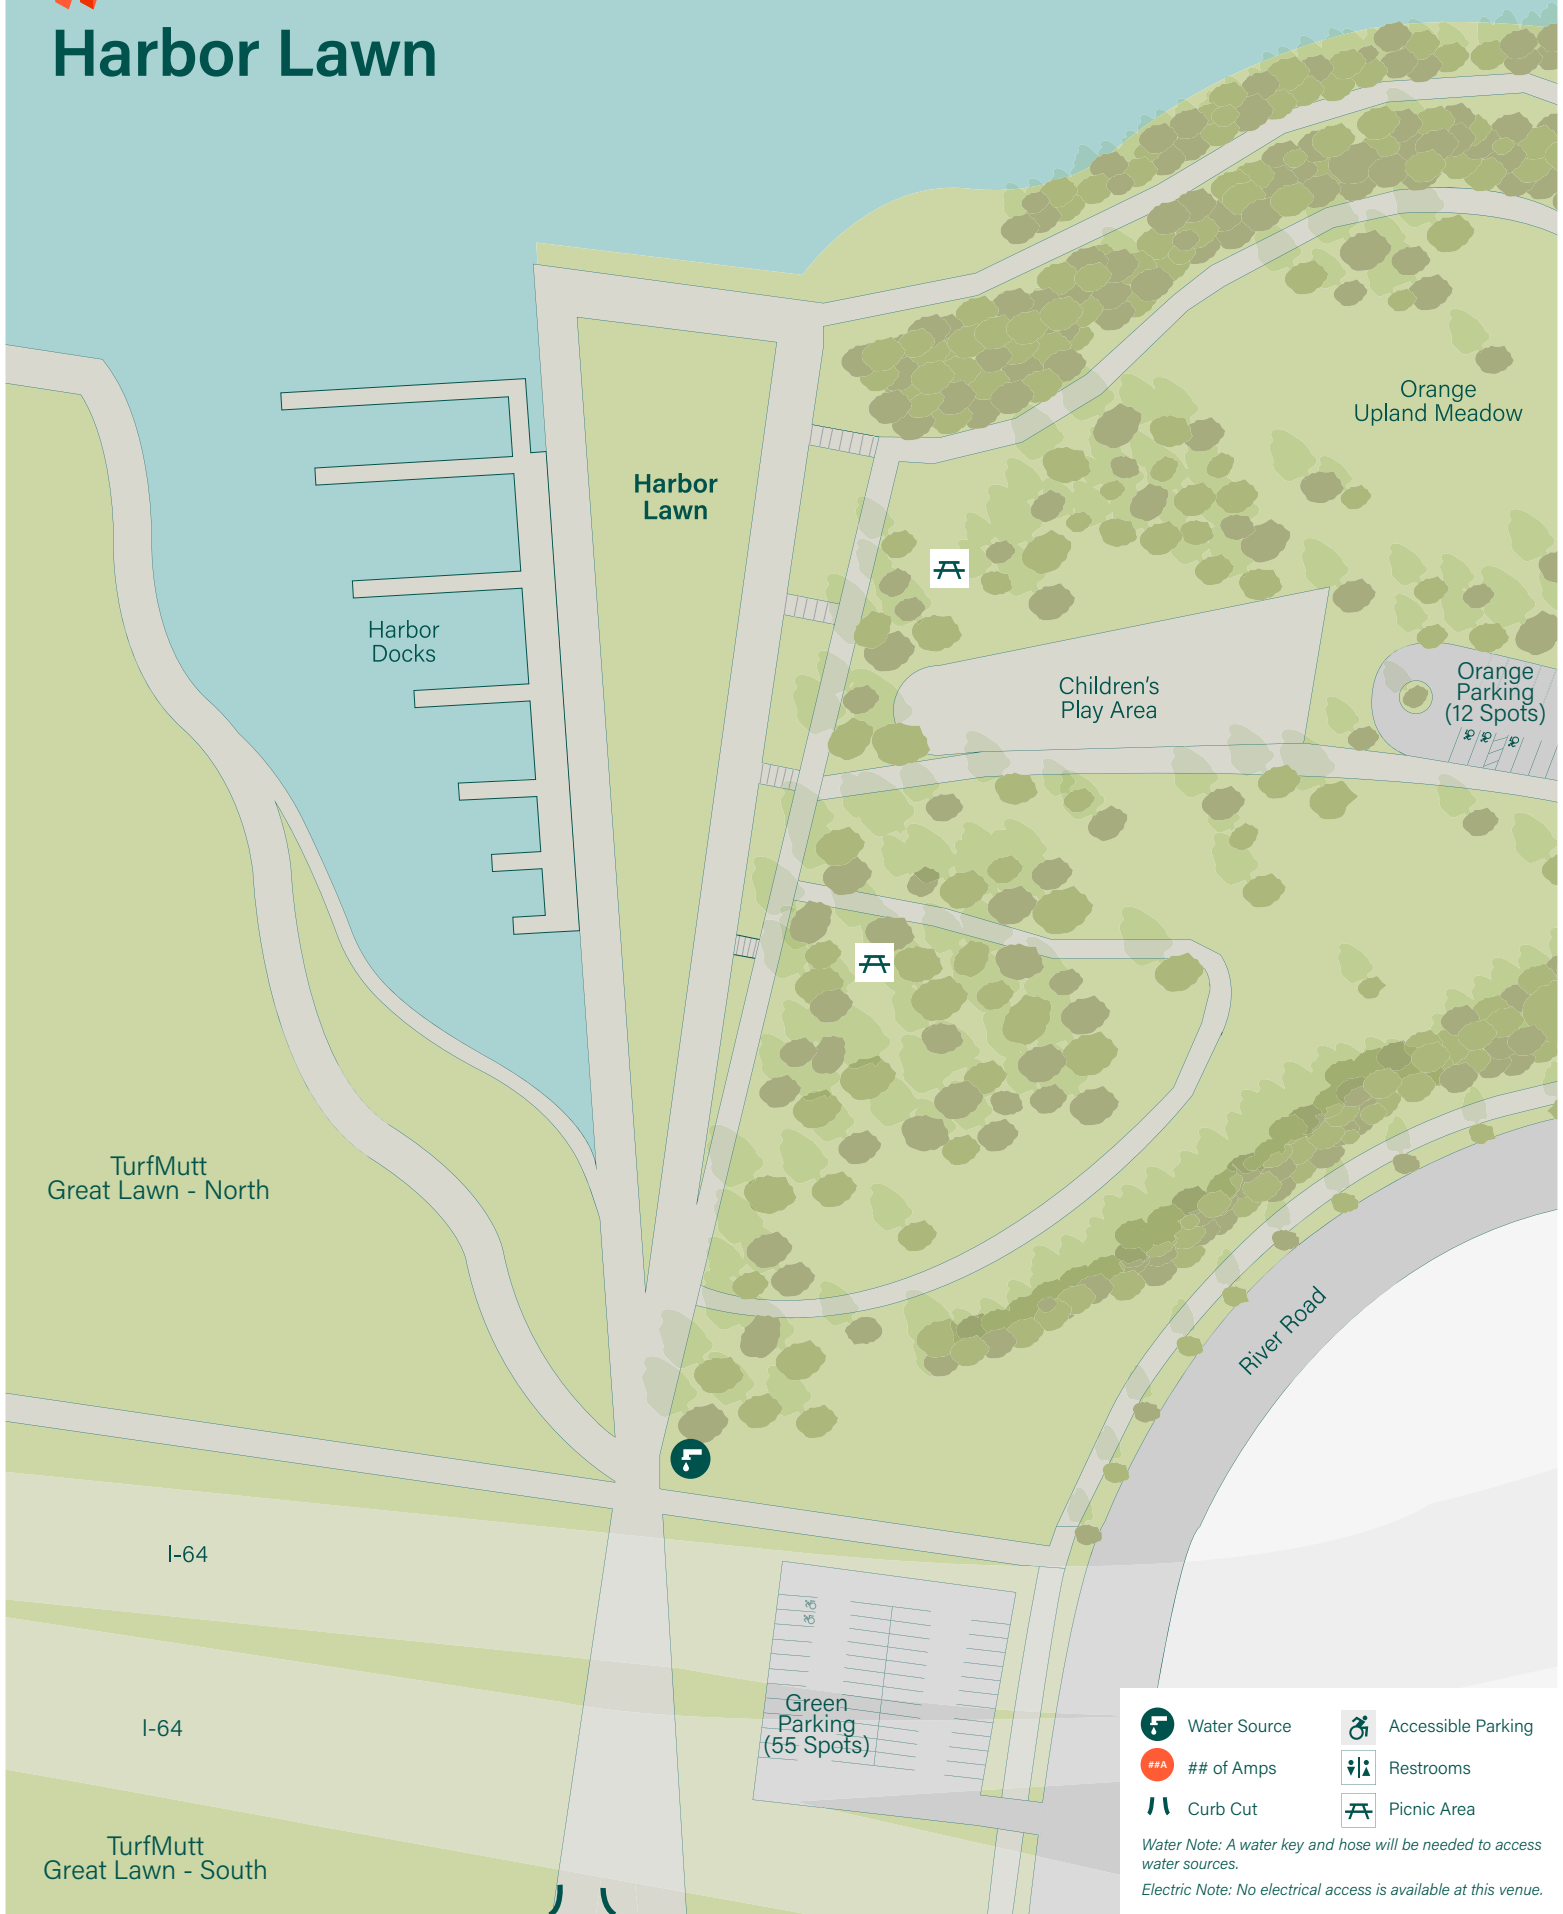 Harbor Lawn
Orange
Upland Meadow
Harbor
Lawn
Harbor
Docks
Children's
Play Area
Orange
Parking
(12 Spots)
TurfMutt
Great Lawn - North
River Road
I-64
I-64
Green
Parking
(55 Spots)
TurfMutt
Great Lawn - South
Water Source
Accessible Parking
##A
## of Amps
Restrooms
Curb Cut
Picnic Area
Water Note: A water key and hose will be needed to access
water sources.
Electric Note: No electrical access is available at this venue.